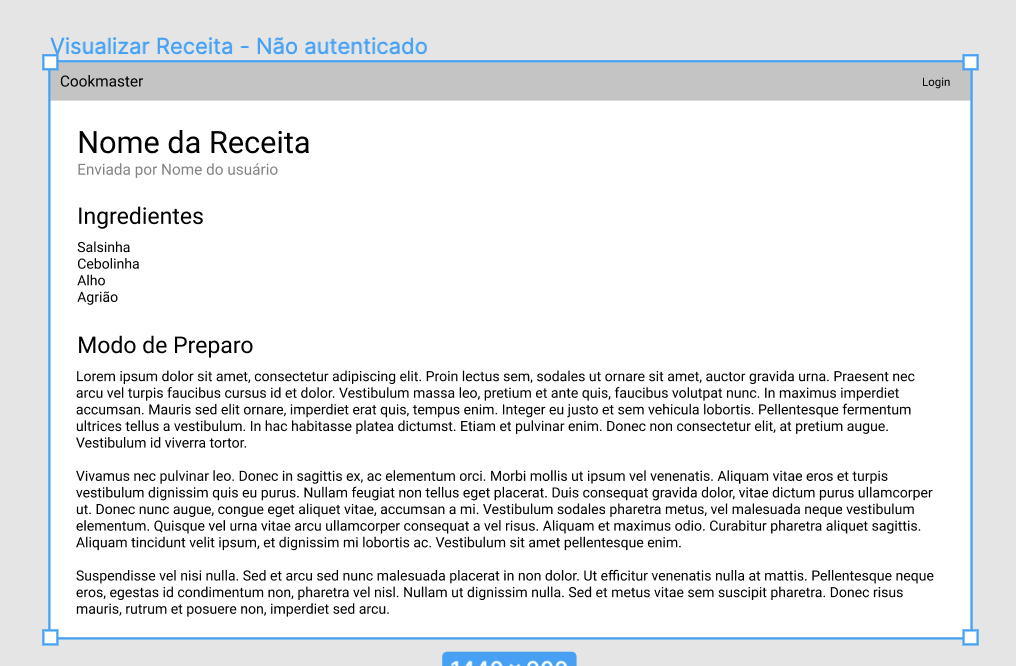 Visualizar Receita - Não autenticado
Cookmaster
Login
Nome da Receita
Enviada por Nome do usuário
Ingredientes
Salsinha
Cebolinha
Alho
Agrião
Modo de Preparo
Lorem ipsum dolor sit amet, consectetur adipiscing elit. Proin lectus sem, sodales ut ornare sit amet, auctor gravida urna. Praesent nec
arcu vel turpis faucibus cursus id et dolor. Vestibulum massa leo, pretium et ante quis, faucibus volutpat nunc. In maximus imperdiet
accumsan. Mauris sed elit ornare, imperdiet erat quis, tempus enim. Integer eu justo et sem vehicula lobortis. Pellentesque fermentum
ultrices tellus a vestibulum. In hac habitasse platea dictumst. Etiam et pulvinar enim. Donec non consectetur elit, at pretium augue.
Vestibulum id viverra tortor.
Vivamus nec pulvinar leo. Donec in sagittis ex, ac elementum orci. Morbi mollis ut ipsum vel venenatis. Aliquam vitae eros et turpis
vestibulum dignissim quis eu purus. Nullam feugiat non tellus eget placerat. Duis consequat gravida dolor, vitae dictum purus ullamcorper
ut. Donec nunc augue, congue eget aliquet vitae, accumsan a mi. Vestibulum sodales pharetra metus, vel malesuada neque vestibulum
elementum. Quisque vel urna vitae arcu ullamcorper consequat a vel risus. Aliquam et maximus odio. Curabitur pharetra aliquet sagittis.
Aliquam tincidunt velit ipsum, et dignissim mi lobortis ac. Vestibulum sit amet pellentesque enim.
Suspendisse vel nisi nulla. Sed et arcu sed nunc malesuada placerat in non dolor. Ut efficitur venenatis nulla at mattis. Pellentesque neque
eros, egestas id condimentum non, pharetra vel nisl. Nullam ut dignissim nulla. Sed et metus vitae sem suscipit pharetra. Donec risus
mauris, rutrum et posuere non, imperdiet sed arcu.